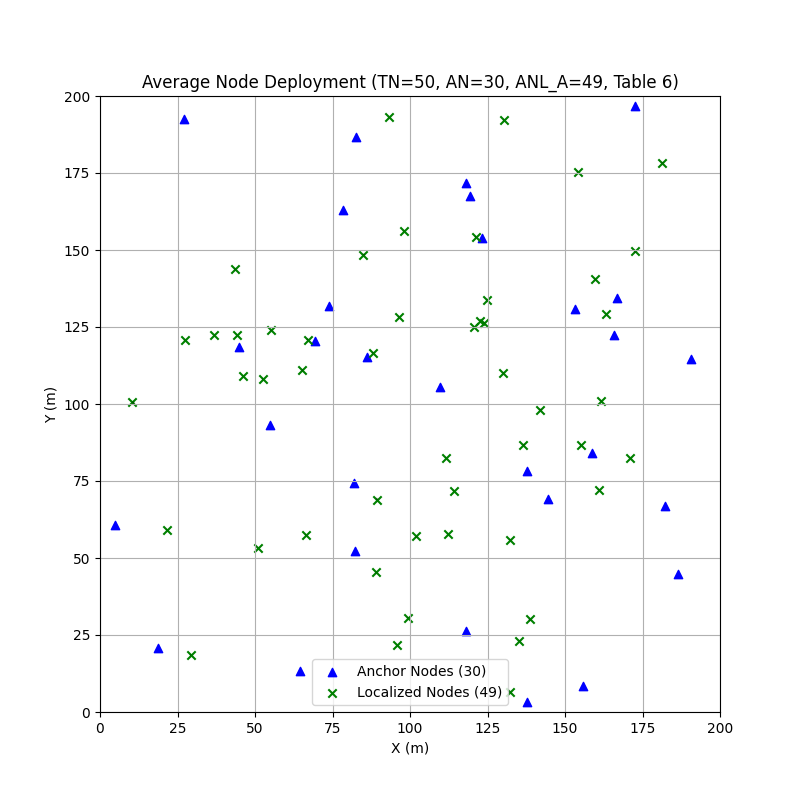 Average Node Deployment (TN=50, AN=30, ANL_A=49, Table 6)
200
175
150
125
100
75
50
25
0
Y (m)
Anchor Nodes (30)
Localized Nodes (49)
0 25 50 75 100 125 150 175 200
X (m)